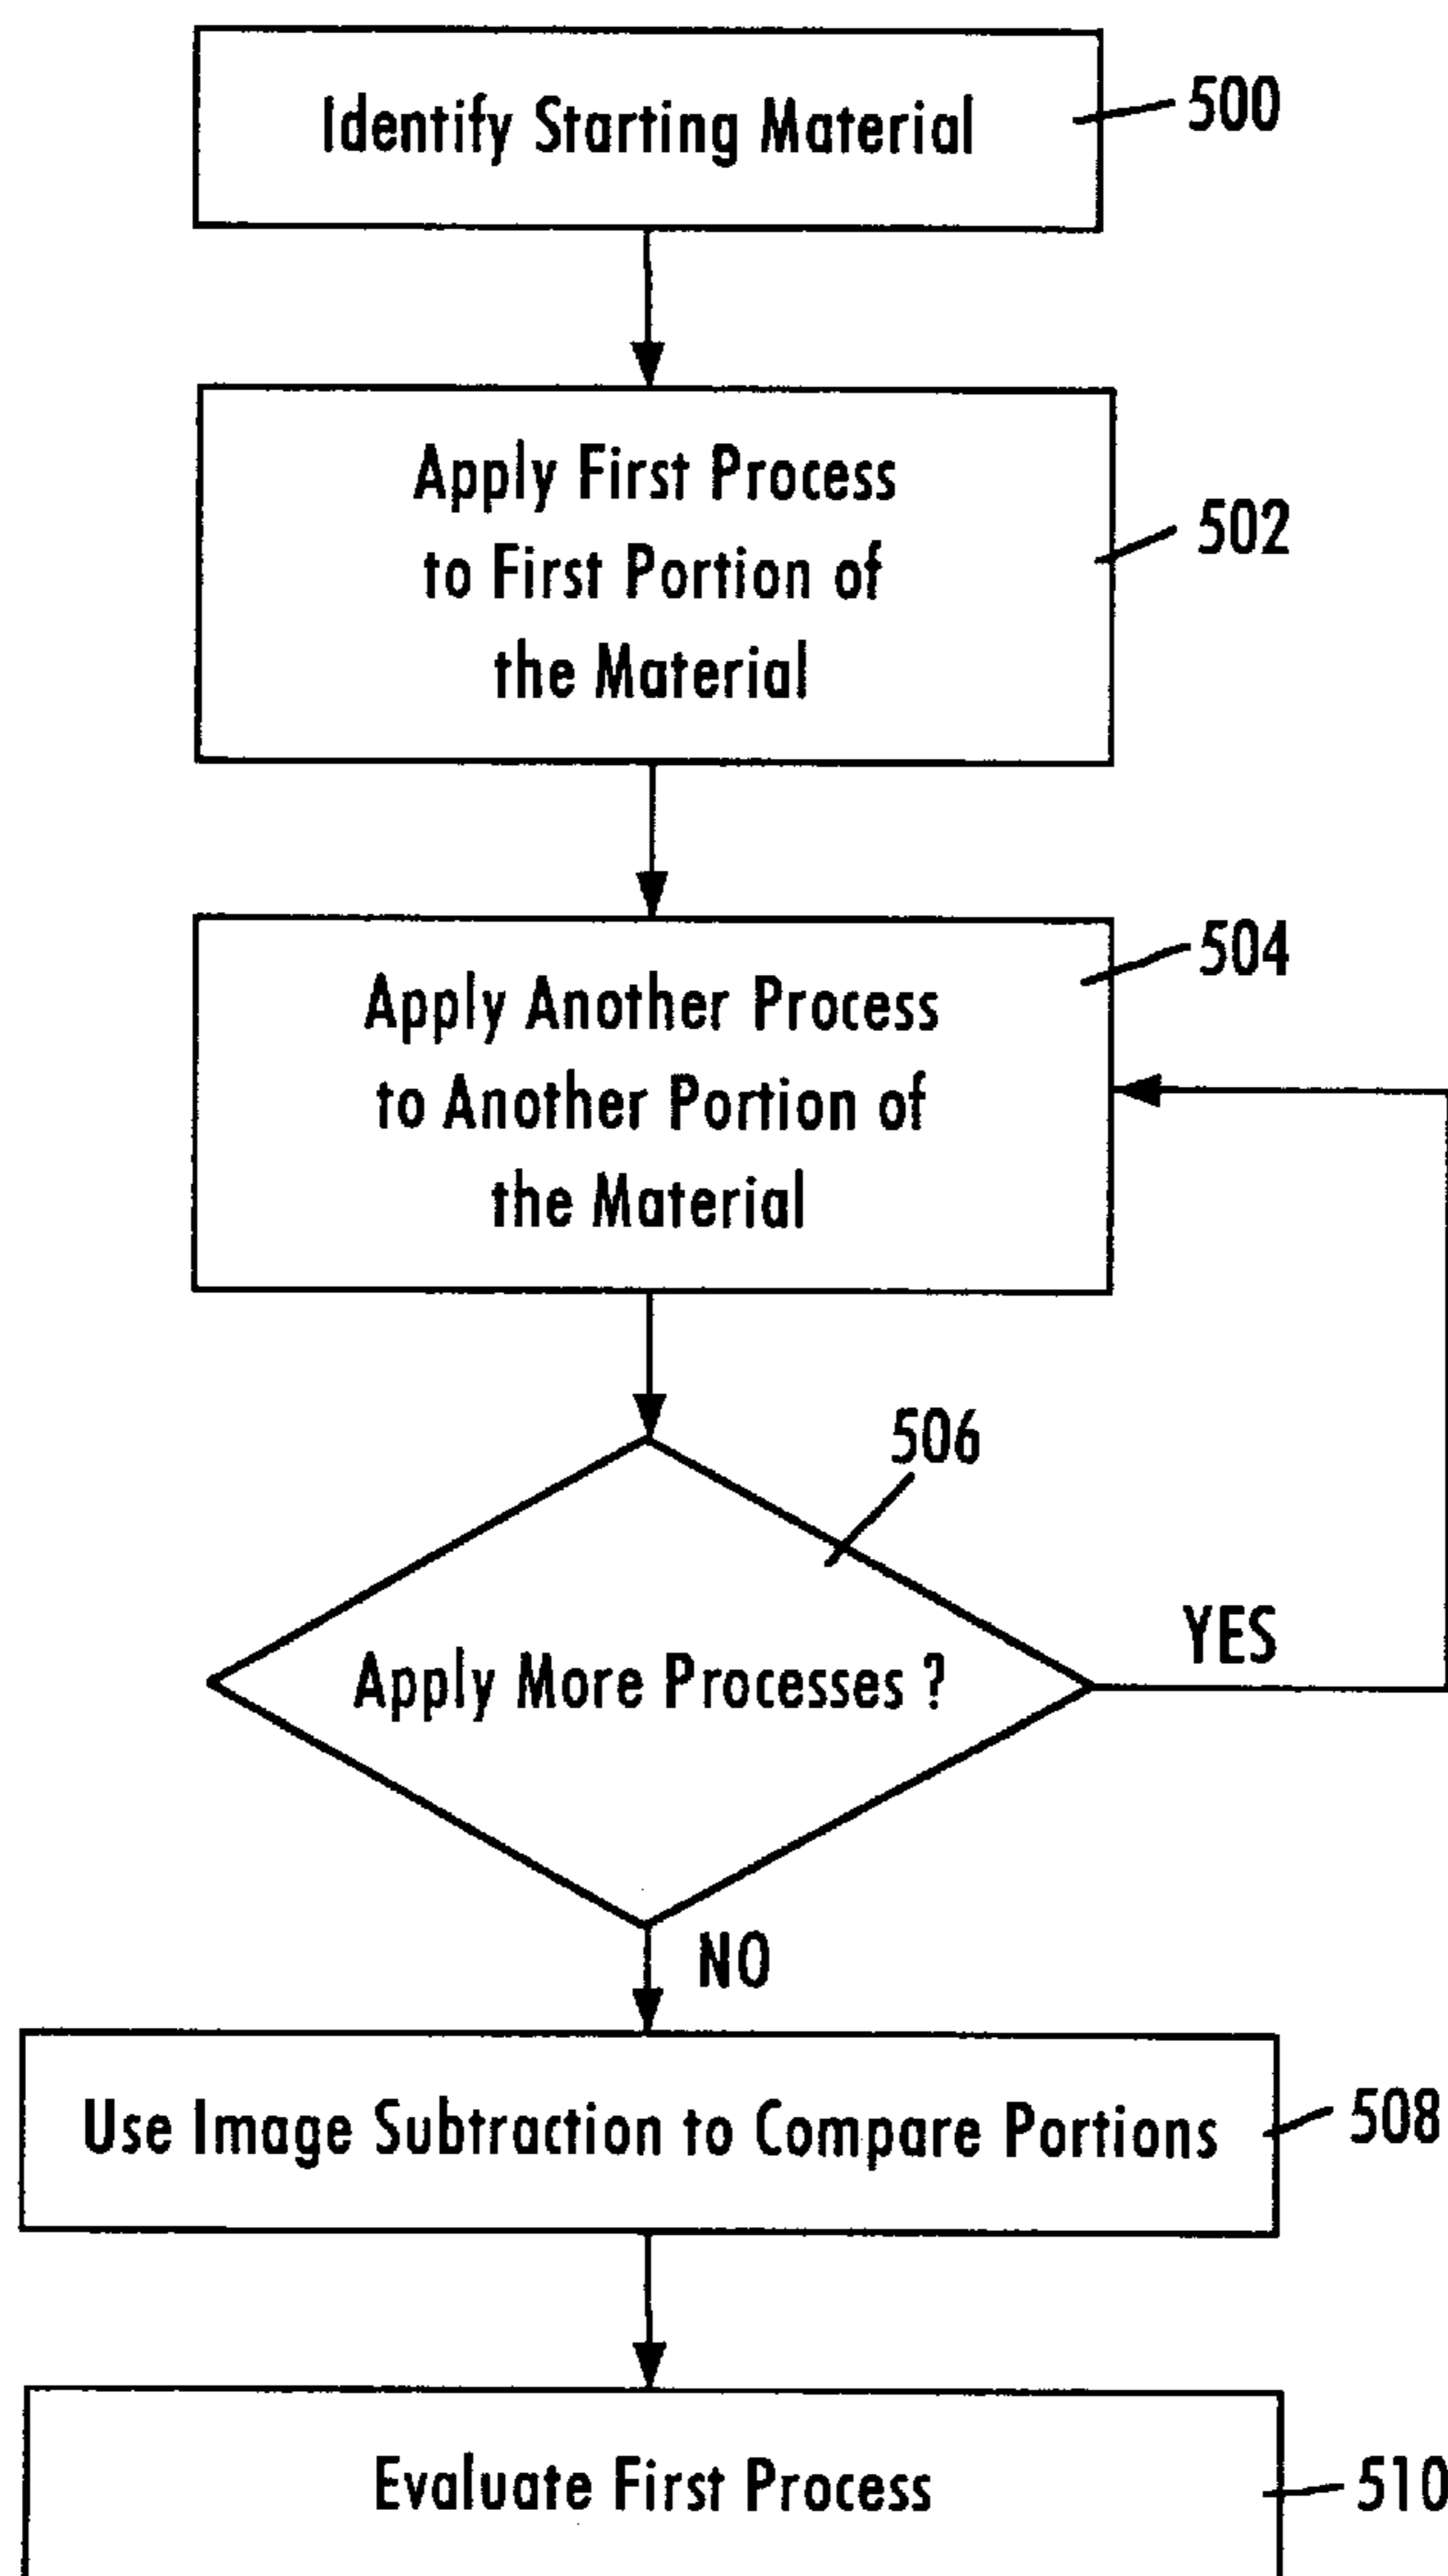 Identify Starting Material
500
Apply First Process
to First Portion of
the Material
502
504
Apply Another Process
to Another Portion of
the Material
506
Apply More Processes ?
YES
NO
Use Image Subtraction to Compare Portions
508
Evaluate First Process
510